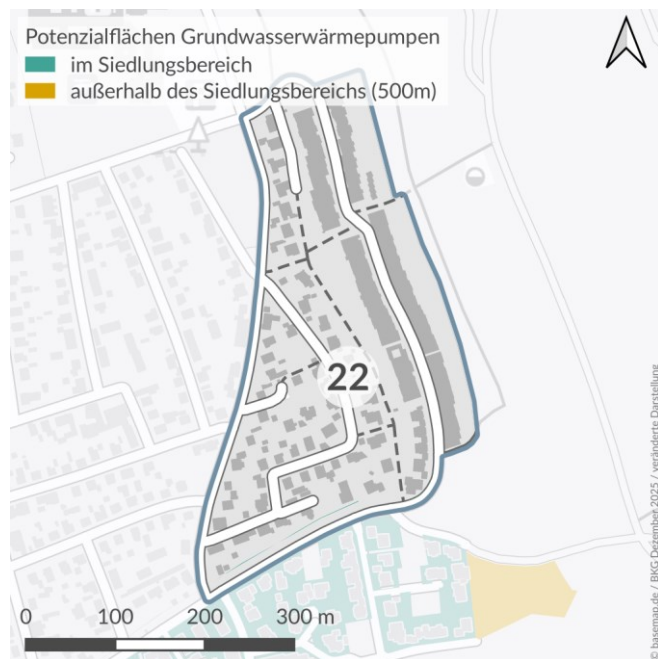 Potenzialflächen Grundwasserwärmepumpen
im Siedlungsbereich
außerhalb des Siedlungsbereichs (500m)
22
0 100 200 300 m
© basemap.de / BKG Dezember 2025 / veränderte Darstellung